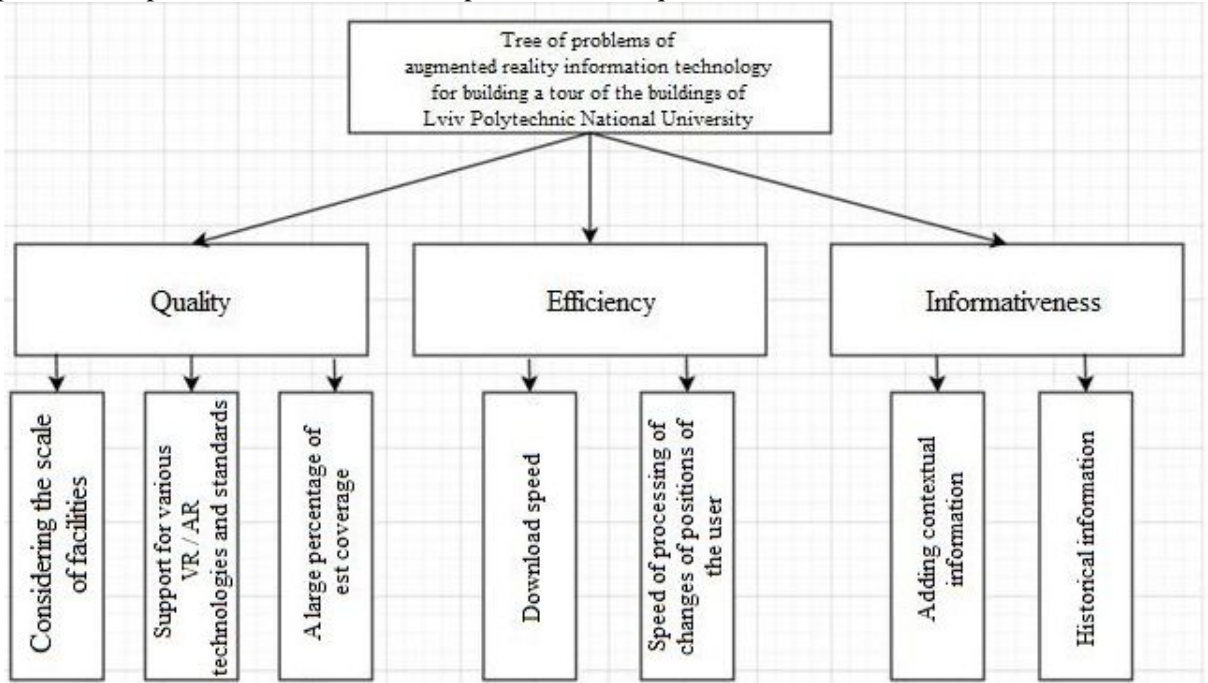 Tree of problems of
augmented reality information technology
for building a tour of the buildings of
Lviv Polytechnic National University
Quality
Efficiency
Informativeness
Considering the scale
of facilities
Support for various
VR / AR
technologies and standards
A large percentage of
est coverage
Download speed
Speed of processing of
changes of positions of
the user
Adding contextual
information
Historical information